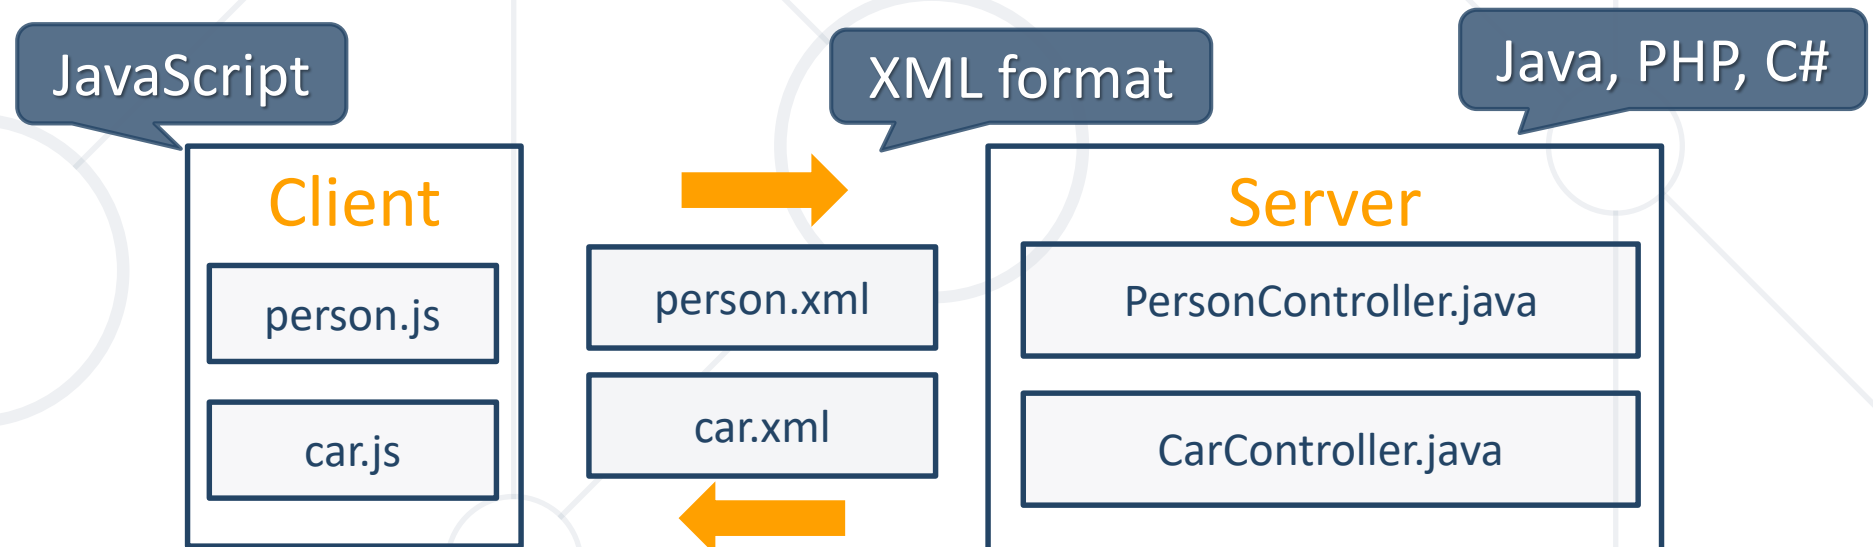 JavaScript
XML format
Java, PHP, C#
Client
Server
person.js
person.xml
PersonController.java
car.js
car.xml
CarController.java